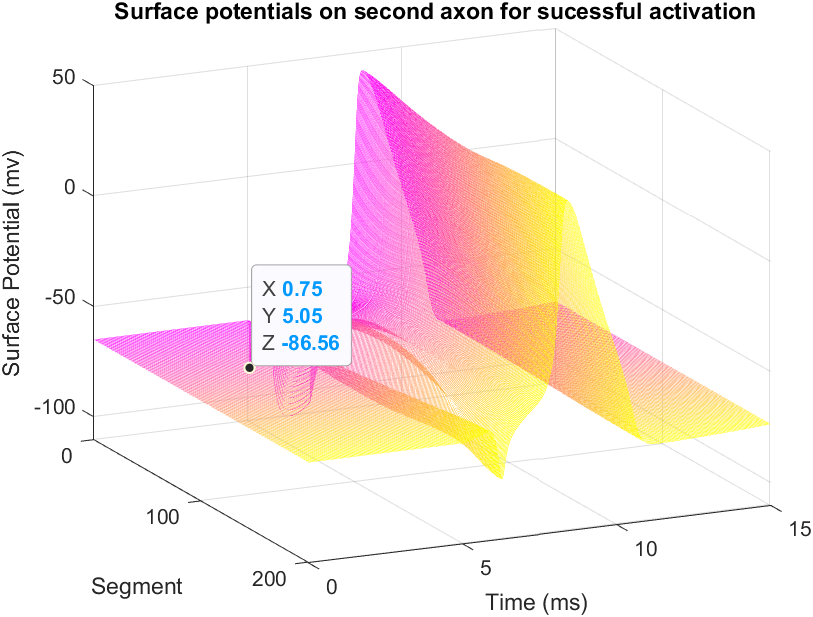 Surface potentials on second axon for sucessful activation
50
0
-50
-100
Surface Potential (mv)
X 0.75
Y 5.05
Z -86.56
0
100
200
Segment
0
5
10
15
Time (ms)